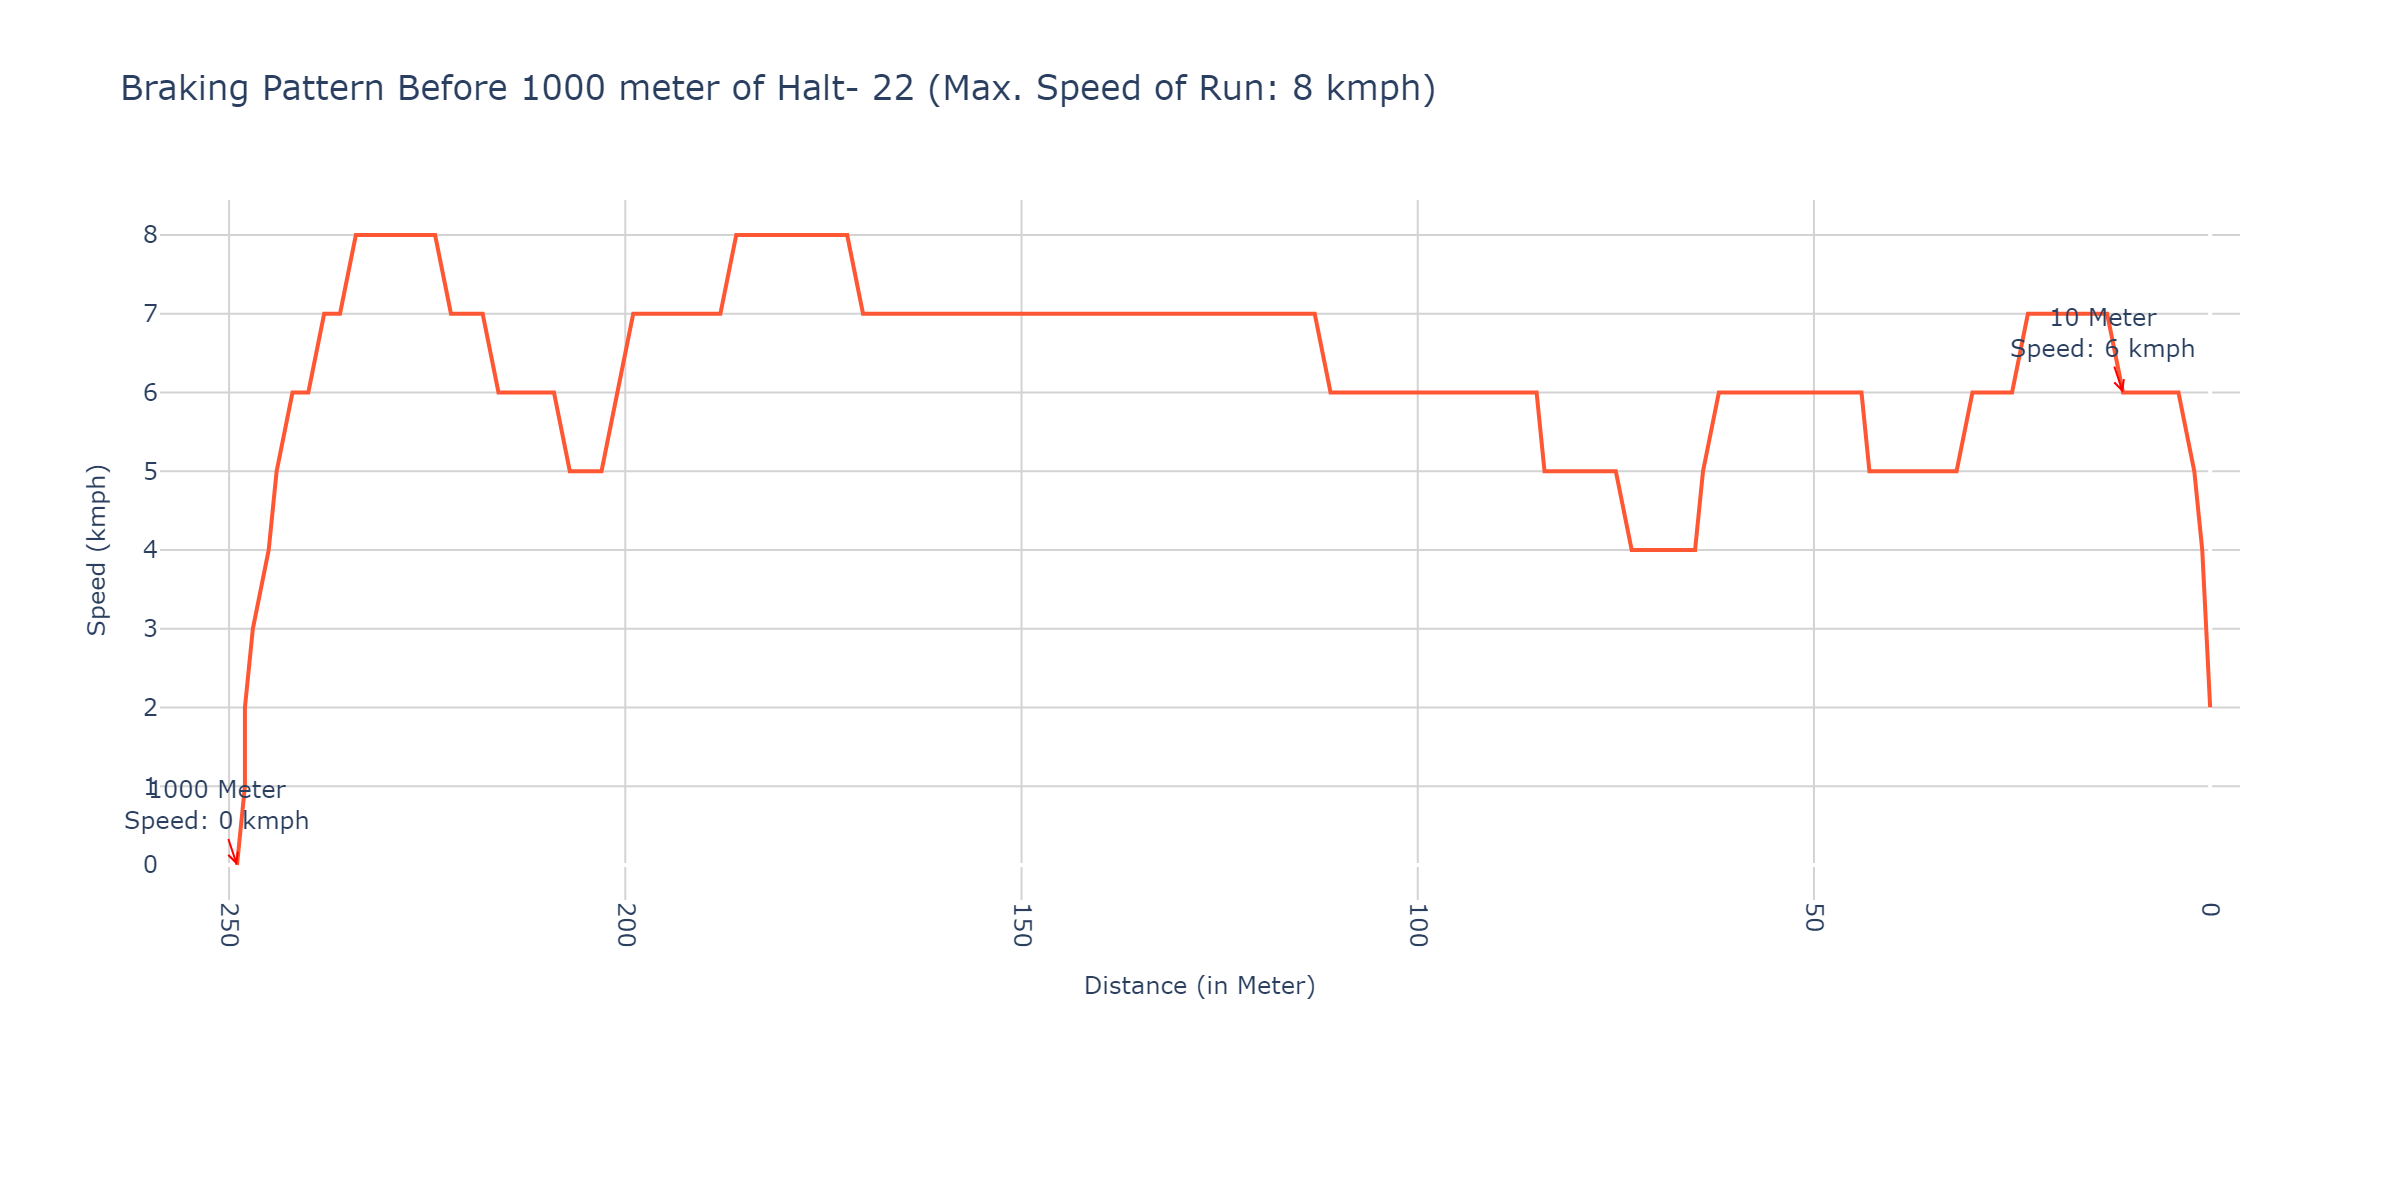 Braking Pattern Before 1000 meter of Halt- 22 (Max. Speed of Run: 8 kmph)
8
7
6
5
4
3
2
1
0
Speed (kmph)
10 Meter
Speed: 6 kmph
1000 Meter
Speed: 0 kmph
250
200
150
100
50
0
Distance (in Meter)